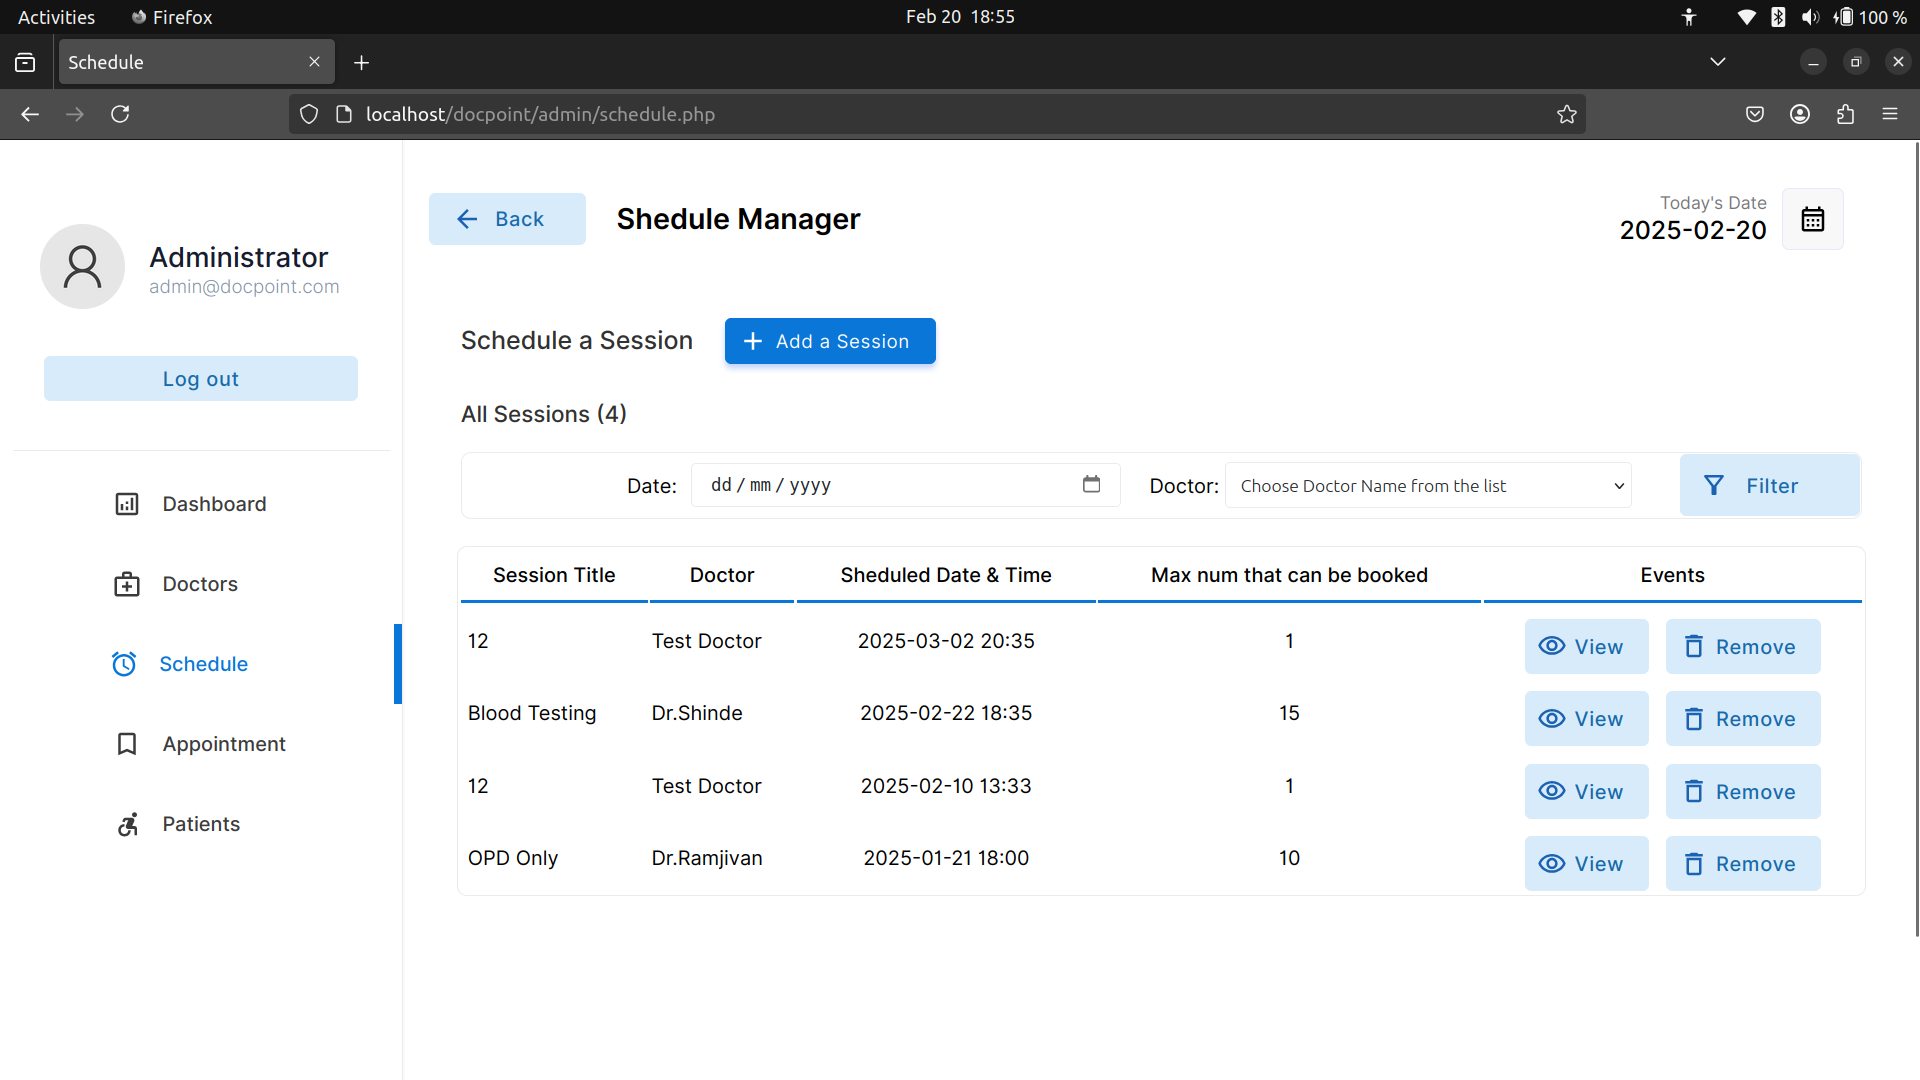 Activities Firefox Feb 20 18:55 100 %
Schedule
localhost/docpoint/admin/schedule.php
Administrator
admin@docpoint.com
Log out
Dashboard
Doctors
Schedule
Appointment
Patients
Back Shedule Manager Today's Date
2025-02-20
Schedule a Session Add a Session
All Sessions (4)
Date: dd / mm / yyyy Doctor: Choose Doctor Name from the list Filter
Session Title Doctor Sheduled Date & Time Max num that can be booked Events
12 Test Doctor 2025-03-02 20:35 1 View Remove
Blood Testing Dr.Shinde 2025-02-22 18:35 15 View Remove
12 Test Doctor 2025-02-10 13:33 1 View Remove
OPD Only Dr.Ramjivan 2025-01-21 18:00 10 View Remove